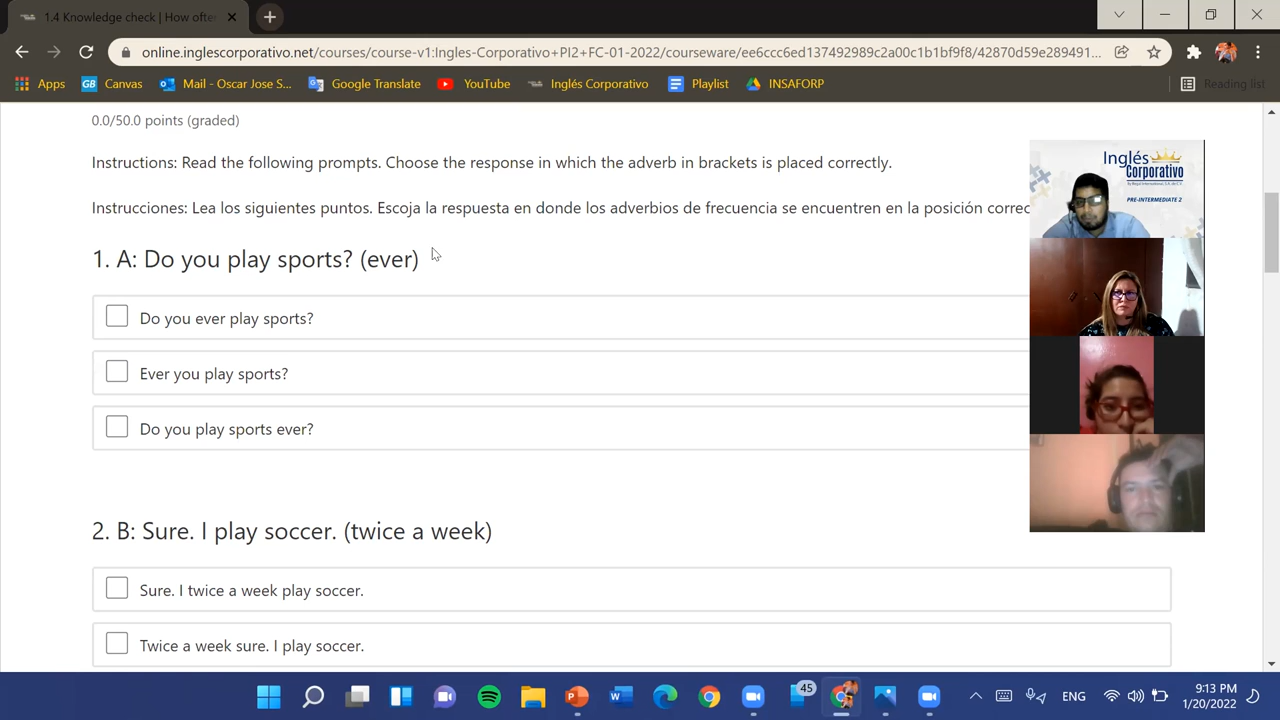 1.4 Knowledge check | How ofte
online.inglescorporativo.net/courses/course-v1:Ingles-Corporativo+PI2+FC-01-2022/courseware/ee6ccc6ed137492989c2a00c1b1bf9f8/42870d59e289491...
Apps Canvas Mail - Oscar Jose S... Google Translate YouTube Inglés Corporativo Playlist INSAFORP Reading list
0.0/50.0 points (graded)
Instructions: Read the following prompts. Choose the response in which the adverb in brackets is placed correctly.
Instrucciones: Lea los siguientes puntos. Escoja la respuesta en donde los adverbios de frecuencia se encuentren en la posición correc
Inglés
Corporativo
PRE-INTERMEDIATE 2
1. A: Do you play sports? (ever)
Do you ever play sports?
Ever you play sports?
Do you play sports ever?
2. B: Sure. I play soccer. (twice a week)
Sure. I twice a week play soccer.
Twice a week sure. I play soccer.
45
ENG
9:13 PM
1/20/2022